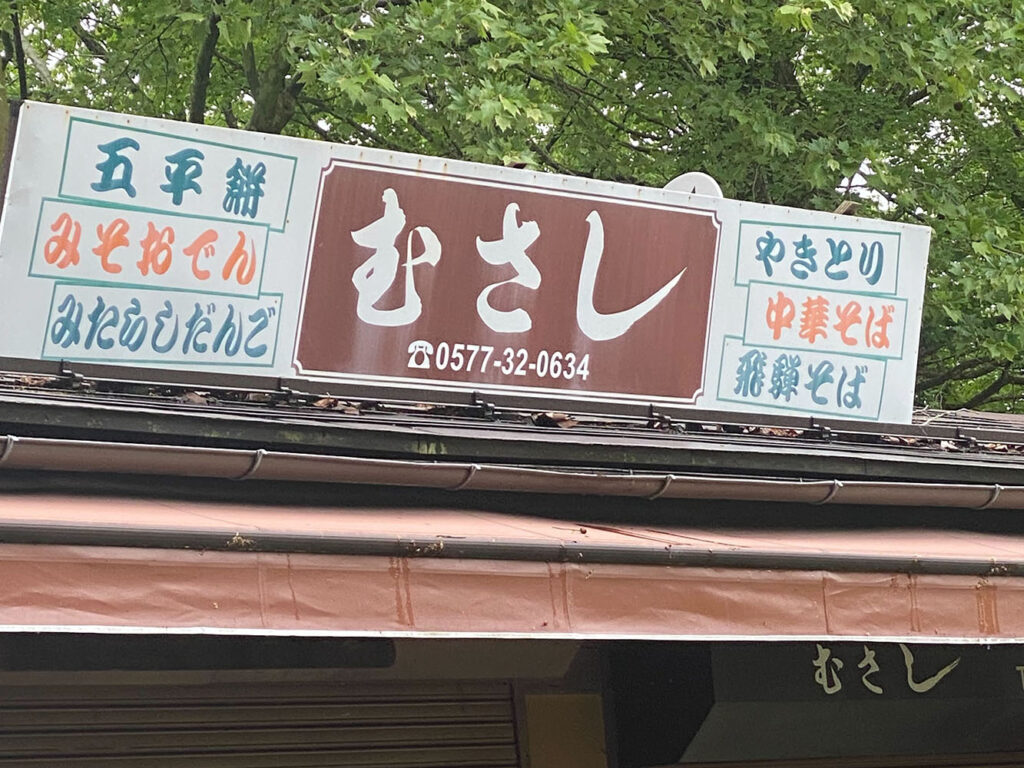 五平餅
みそおでん
みたらしだんご
むさし
☎0577-32-0634
やきとり
中華そば
飛騨そば
むさし